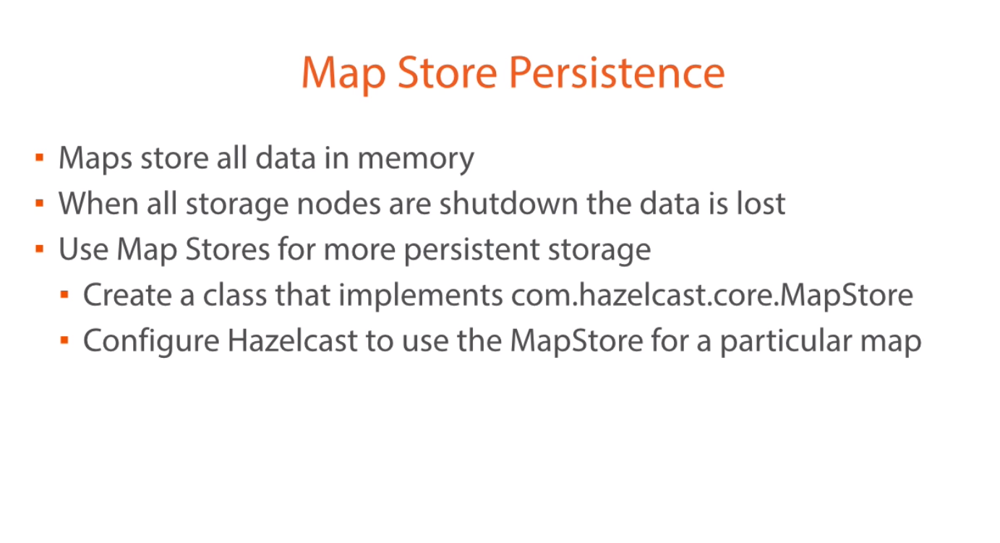 Map Store Persistence
▪ Maps store all data in memory
▪ When all storage nodes are shutdown the data is lost
▪ Use Map Stores for more persistent storage
▪ Create a class that implements com.hazelcast.core.MapStore
▪ Configure Hazelcast to use the MapStore for a particular map